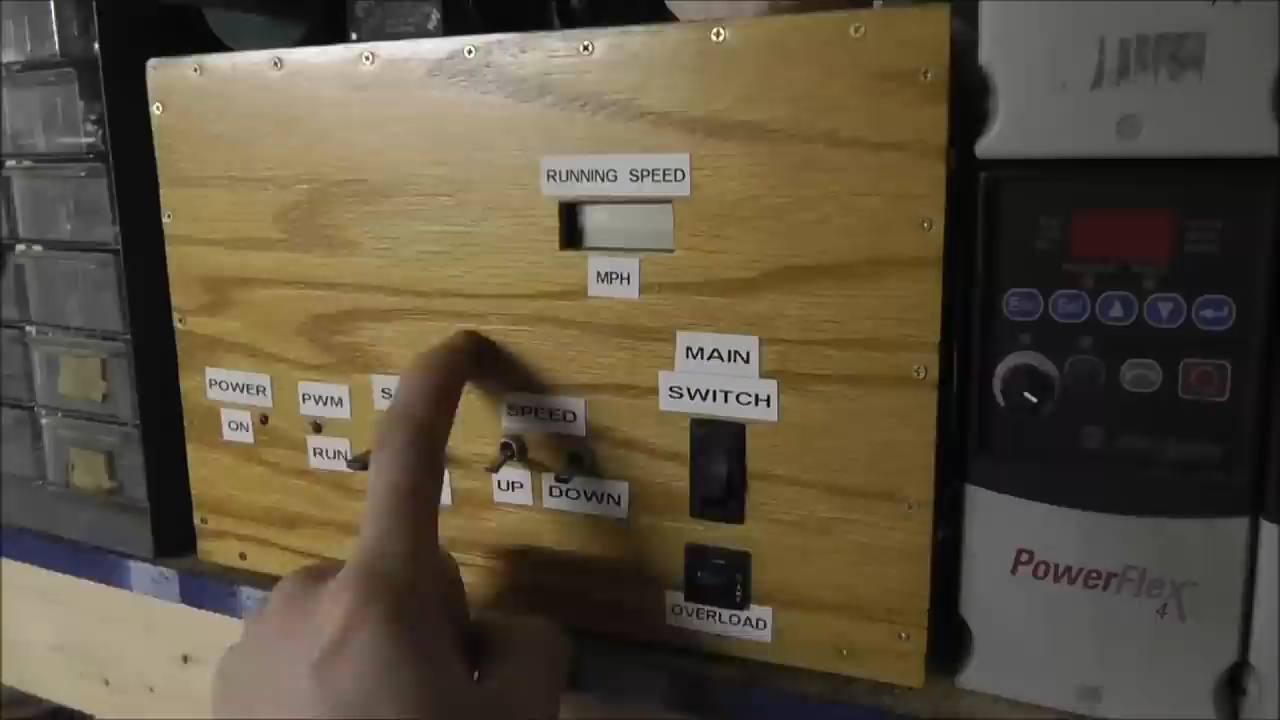 RUNNING SPEED
MPH
MAIN
SWITCH
POWER
ON
PWM
RUN
SPEED
UP
DOWN
OVERLOAD
Esc
Sel
PowerFlex
4